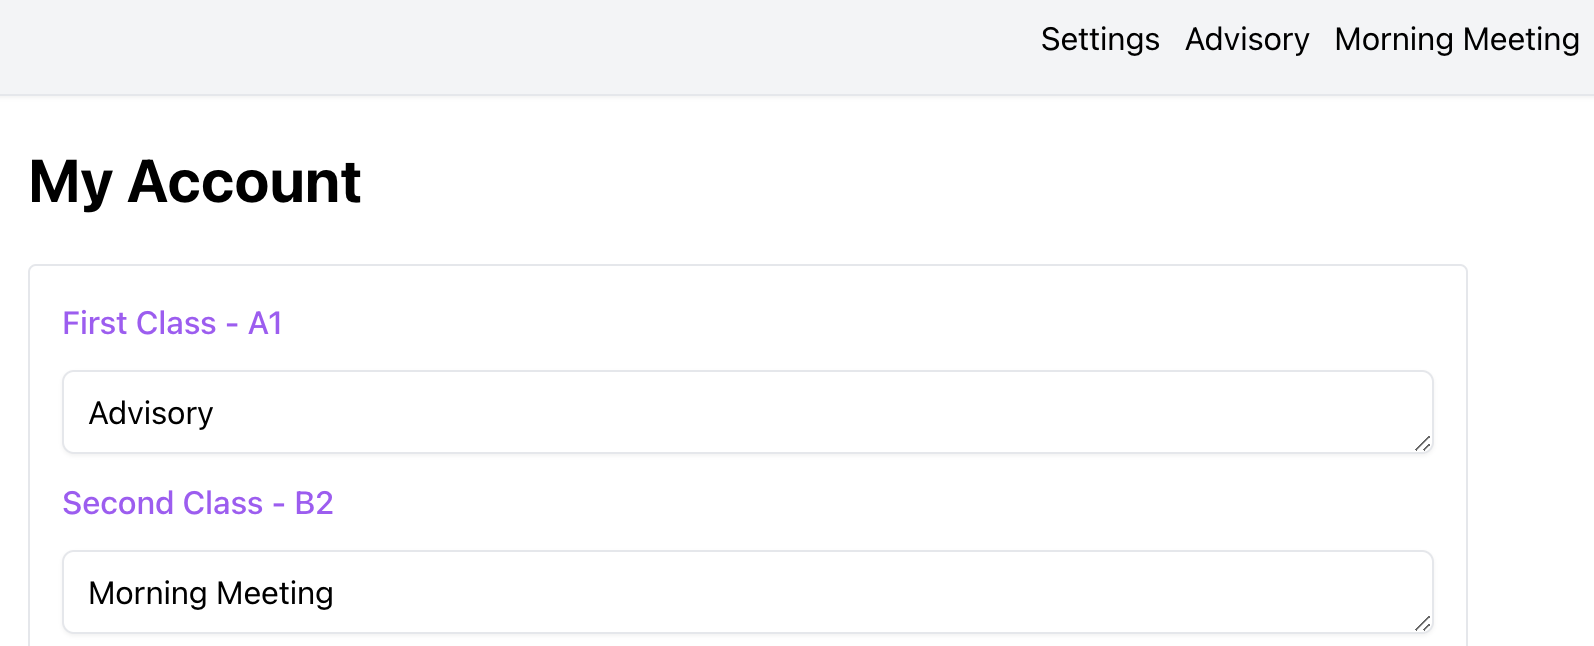 Settings Advisory Morning Meeting
My Account
First Class - A1
Advisory
Second Class - B2
Morning Meeting